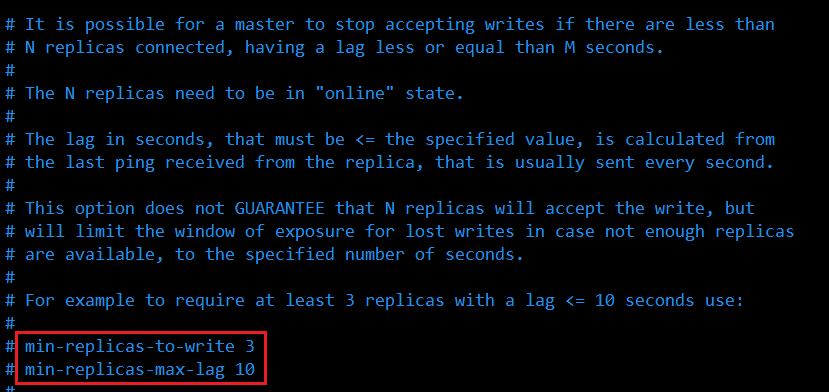 # It is possible for a master to stop accepting writes if there are less than
# N replicas connected, having a lag less or equal than M seconds.
#
# The N replicas need to be in "online" state.
#
# The lag in seconds, that must be <= the specified value, is calculated from
# the last ping received from the replica, that is usually sent every second.
#
# This option does not GUARANTEE that N replicas will accept the write, but
# will limit the window of exposure for lost writes in case not enough replicas
# are available, to the specified number of seconds.
#
# For example to require at least 3 replicas with a lag <= 10 seconds use:
#
# min-replicas-to-write 3
# min-replicas-max-lag 10
#